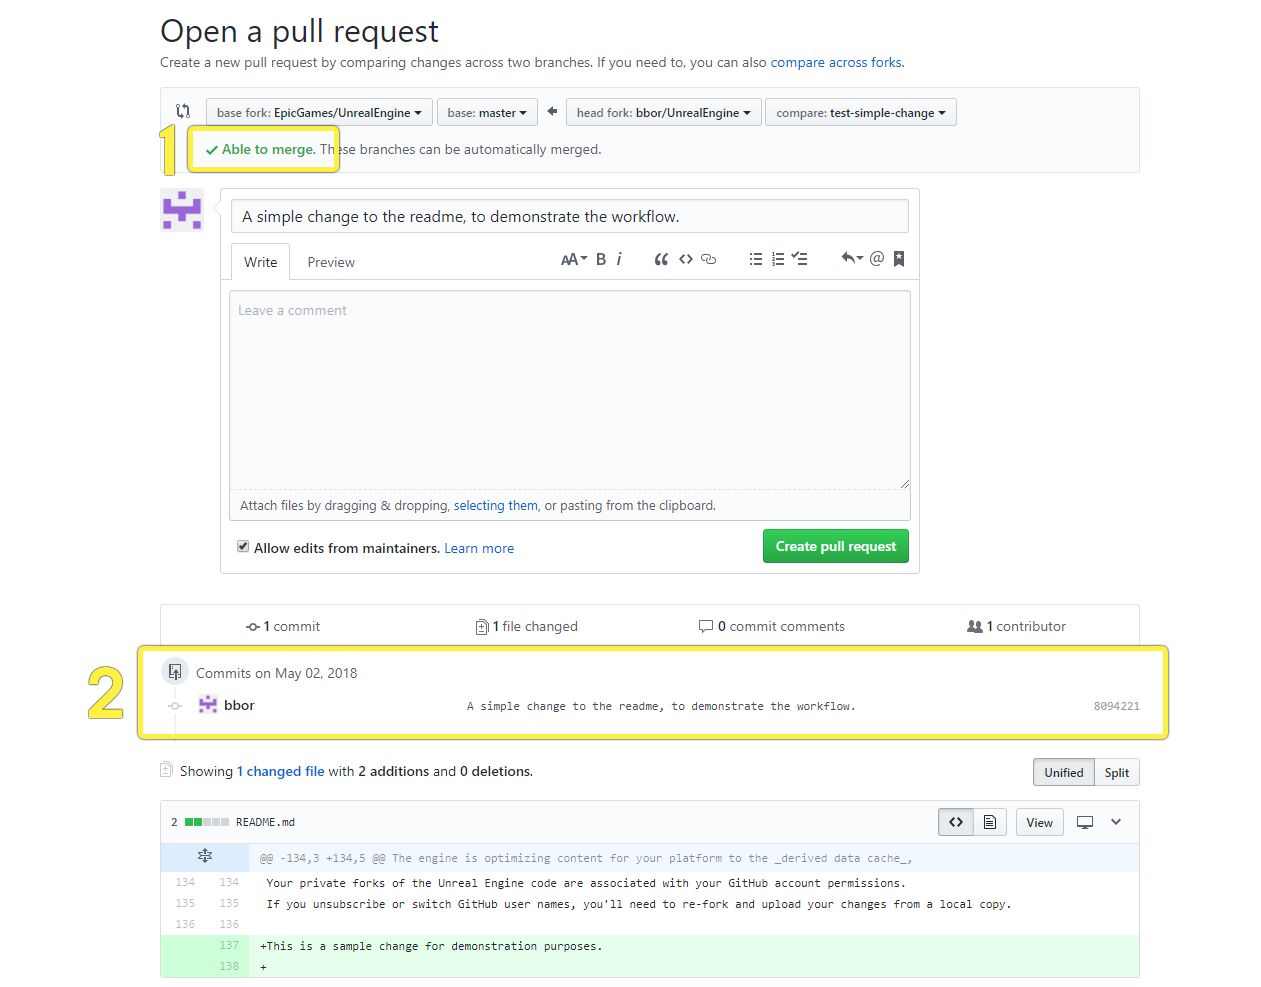 Open a pull request
Create a new pull request by comparing changes across two branches. If you need to, you can also compare across forks.
base fork: EpicGames/UnrealEngine base: master head fork: bbor/UnrealEngine compare: test-simple-change
1
Able to merge. These branches can be automatically merged.
A simple change to the readme, to demonstrate the workflow.
Write Preview AA B i
Leave a comment
Attach files by dragging & dropping, selecting them, or pasting from the clipboard.
Allow edits from maintainers. Learn more Create pull request
1 commit 1 file changed 0 commit comments 1 contributor
2
Commits on May 02, 2018
bbor A simple change to the readme, to demonstrate the workflow. 8094221
Showing 1 changed file with 2 additions and 0 deletions. Unified Split
2 README.md <> View
@@ -134,3 +134,5 @@ The engine is optimizing content for your platform to the _derived data cache_,
134 134 Your private forks of the Unreal Engine code are associated with your GitHub account permissions.
135 135 If you unsubscribe or switch GitHub user names, you'll need to re-fork and upload your changes from a local copy.
136 136
137 +This is a sample change for demonstration purposes.
138 +